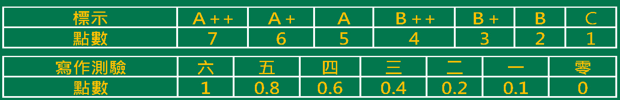 標示 A++ A+ A B++ B+ B C
點數 7 6 5 4 3 2 1
寫作測驗 六 五 四 三 二 一 零
點數 1 0.8 0.6 0.4 0.2 0.1 0